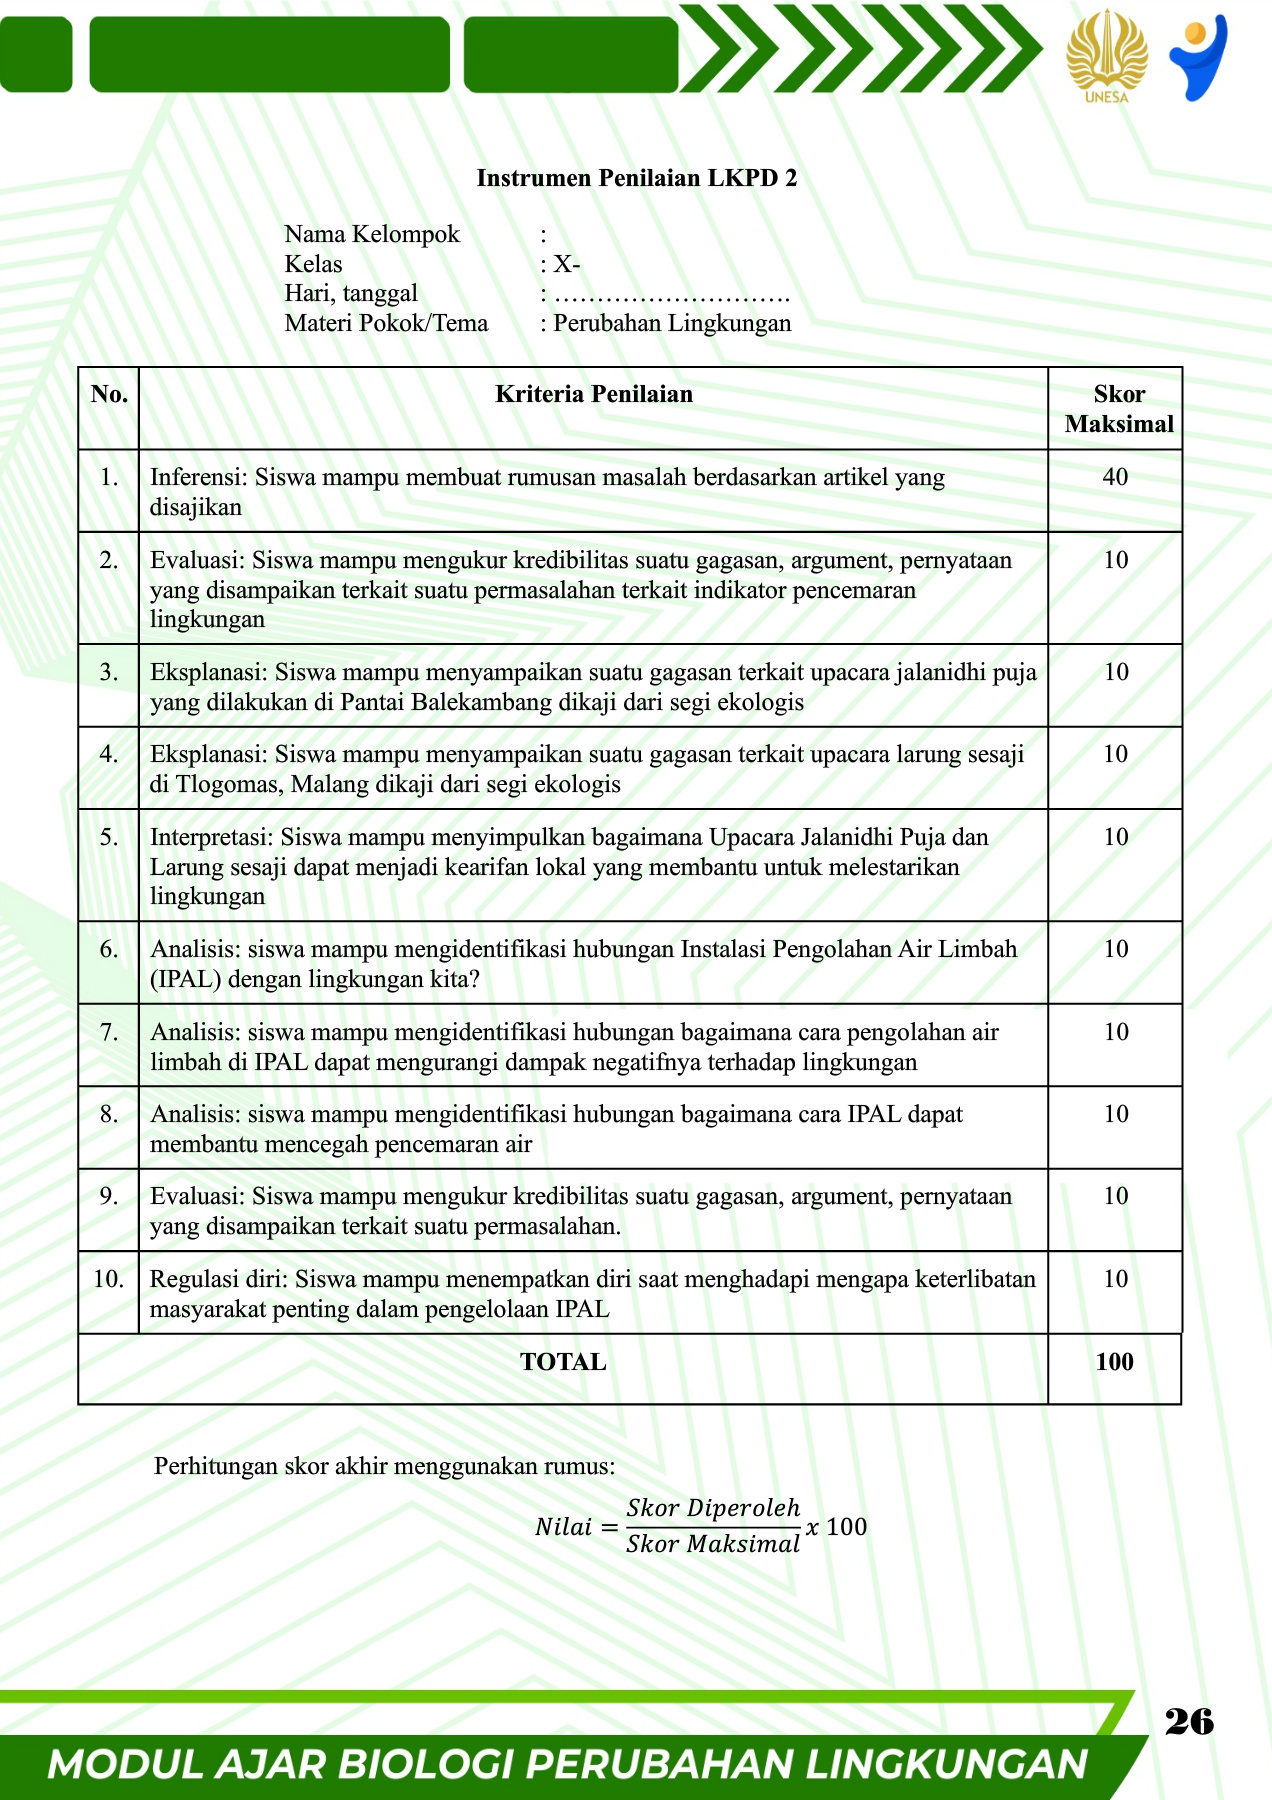 UNESA
Instrumen Penilaian LKPD 2
Nama Kelompok :
Kelas : X-
Hari, tanggal : ……………………….
Materi Pokok/Tema : Perubahan Lingkungan
No. Kriteria Penilaian Skor
Maksimal
1. Inferensi: Siswa mampu membuat rumusan masalah berdasarkan artikel yang 40
disajikan
2. Evaluasi: Siswa mampu mengukur kredibilitas suatu gagasan, argument, pernyataan 10
yang disampaikan terkait suatu permasalahan terkait indikator pencemaran
lingkungan
3. Eksplanasi: Siswa mampu menyampaikan suatu gagasan terkait upacara jalanidhi puja 10
yang dilakukan di Pantai Balekambang dikaji dari segi ekologis
4. Eksplanasi: Siswa mampu menyampaikan suatu gagasan terkait upacara larung sesaji 10
di Tlogomas, Malang dikaji dari segi ekologis
5. Interpretasi: Siswa mampu menyimpulkan bagaimana Upacara Jalanidhi Puja dan 10
Larung sesaji dapat menjadi kearifan lokal yang membantu untuk melestarikan
lingkungan
6. Analisis: siswa mampu mengidentifikasi hubungan Instalasi Pengolahan Air Limbah 10
(IPAL) dengan lingkungan kita?
7. Analisis: siswa mampu mengidentifikasi hubungan bagaimana cara pengolahan air 10
limbah di IPAL dapat mengurangi dampak negatifnya terhadap lingkungan
8. Analisis: siswa mampu mengidentifikasi hubungan bagaimana cara IPAL dapat 10
membantu mencegah pencemaran air
9. Evaluasi: Siswa mampu mengukur kredibilitas suatu gagasan, argument, pernyataan 10
yang disampaikan terkait suatu permasalahan.
10. Regulasi diri: Siswa mampu menempatkan diri saat menghadapi mengapa keterlibatan 10
masyarakat penting dalam pengelolaan IPAL
TOTAL 100
Perhitungan skor akhir menggunakan rumus:
Nilai = Skor Diperoleh / Skor Maksimal x 100
26
MODUL AJAR BIOLOGI PERUBAHAN LINGKUNGAN